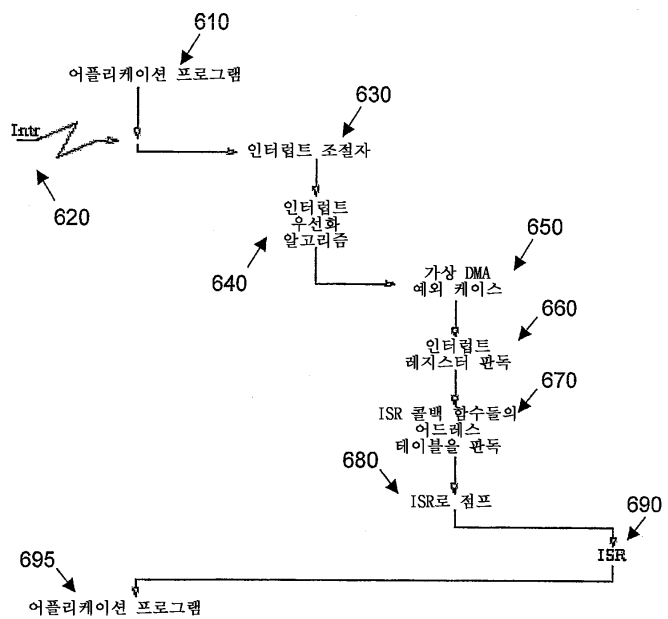 610
어플리케이션 프로그램
630
Intr
인터럽트 조절자
620
인터럽트
우선화
알고리즘
640
650
가상 DMA
예외 케이스
660
인터럽트
레지스터 판독
670
ISR 콜백 함수들의
어드레스
테이블을 판독
680
ISR로 점프
690
ISR
695
어플리케이션 프로그램